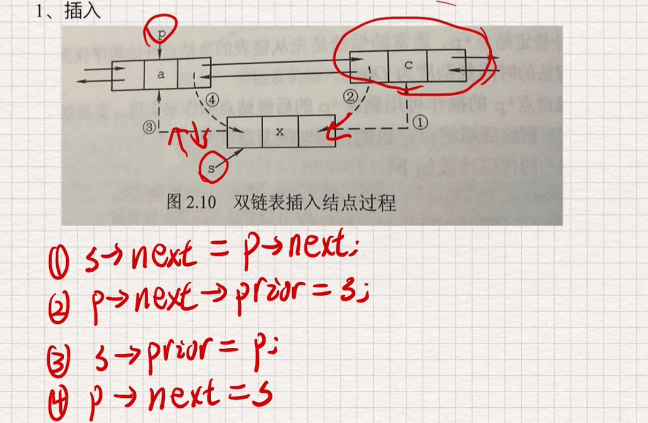 1、插入
p
a
c
④
②
③
x
①
s
图 2.10 双链表插入结点过程
① s→next = p→next;
② p→next→prior = s;
③ s→prior = p;
④ p→next = s